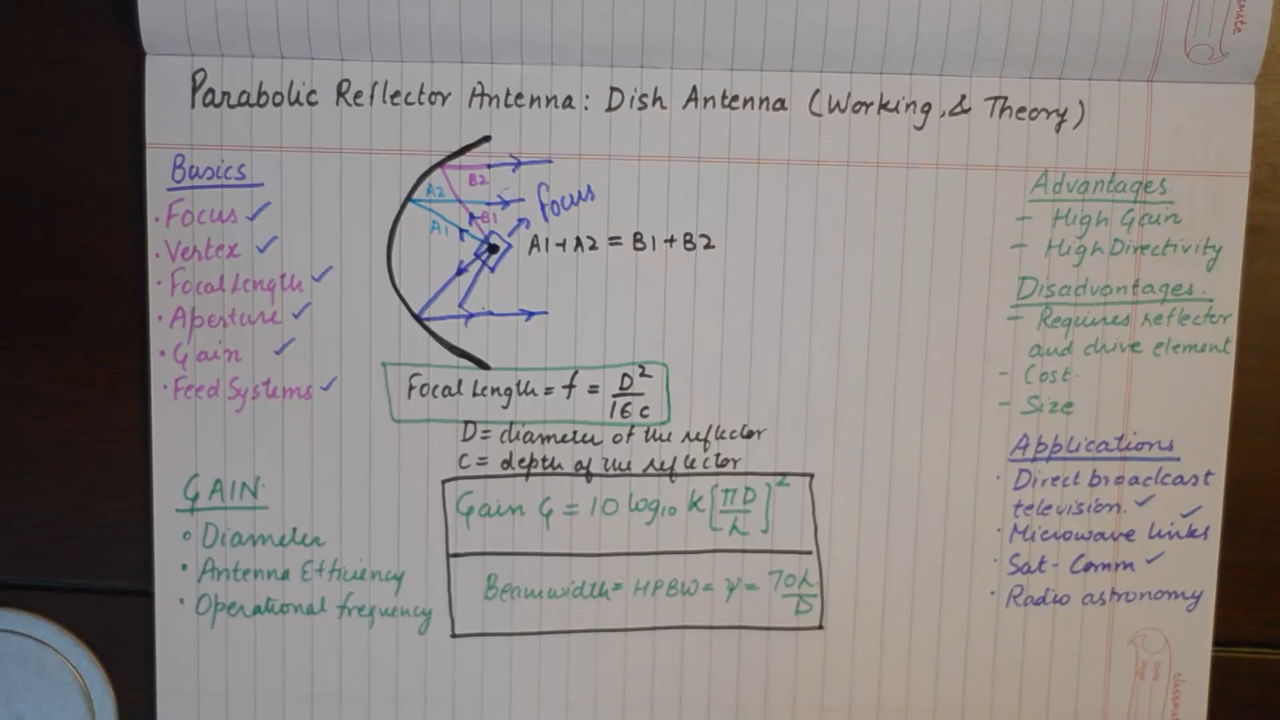 Parabolic Reflector Antenna: Dish Antenna (Working, & Theory)
Basics
· Focus ✓
· Vertex ✓
· Focal Length ✓
· Aperture ✓
· Gain ✓
· Feed Systems ✓
GAIN
• Diameter
• Antenna Efficiency
• Operational frequency
B2
A2
B1
A1
Focus
A1+A2 = B1+B2
Focal Length = f = D²/16c
D= diameter of the reflector
C= depth of the reflector
Gain G = 10 log₁₀ k[πD/λ]²
Beamwidth= HPBW= ψ= 70λ/D
Advantages
- High Gain
- High Directivity
Disadvantages.
- Requires reflector
and drive element
- Cost.
- Size
Applications
· Direct broadcast
television. ✓
· Microwave links ✓
· Sat-Comm ✓
· Radio astronomy
classmate
Date
Page